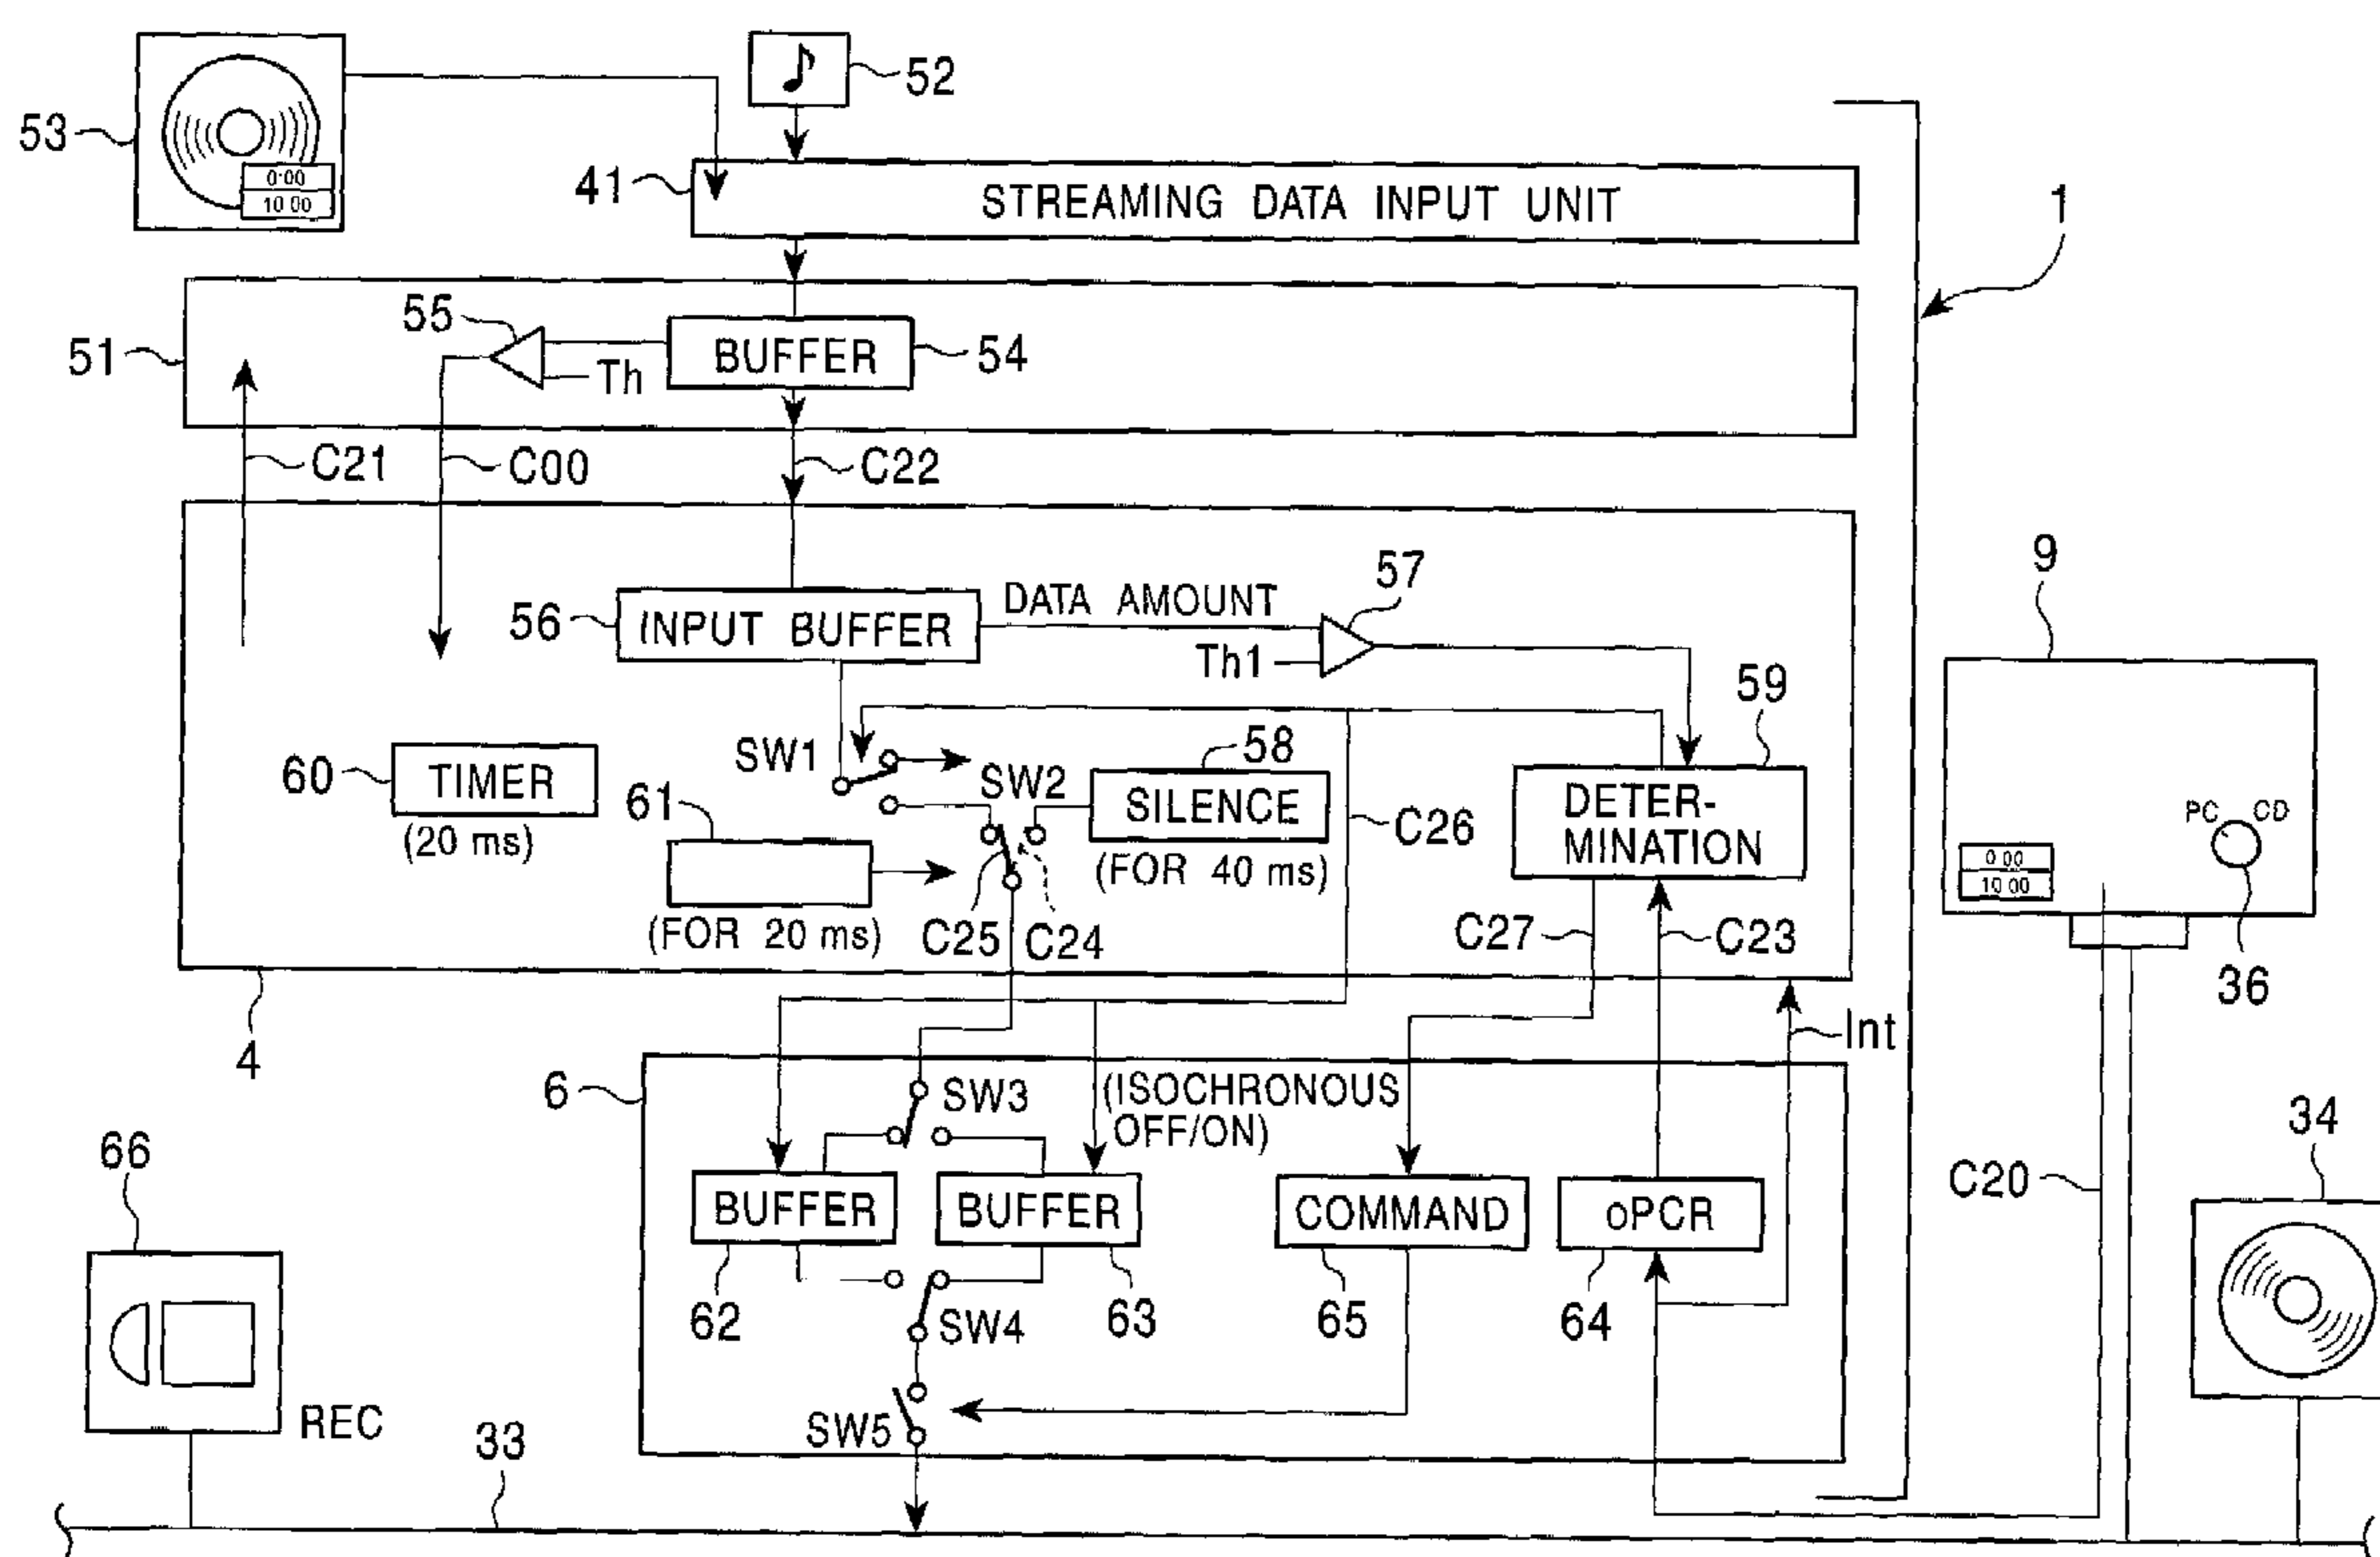 52
53
0:00
10 00
41
STREAMING DATA INPUT UNIT
1
55
51
Th
BUFFER
54
C21
C00
C22
57
9
56
INPUT BUFFER
DATA AMOUNT
Th1
59
SW1
58
60
TIMER
(20 ms)
61
SW2
SILENCE
(FOR 40 ms)
C26
DETER-
MINATION
PC
CD
0 00
10 00
(FOR 20 ms)
C25
C24
C27
C23
36
4
Int
6
SW3
(ISOCHRONOUS
OFF/ON)
34
66
BUFFER
BUFFER
COMMAND
oPCR
C20
62
SW4
63
65
64
REC
SW5
33